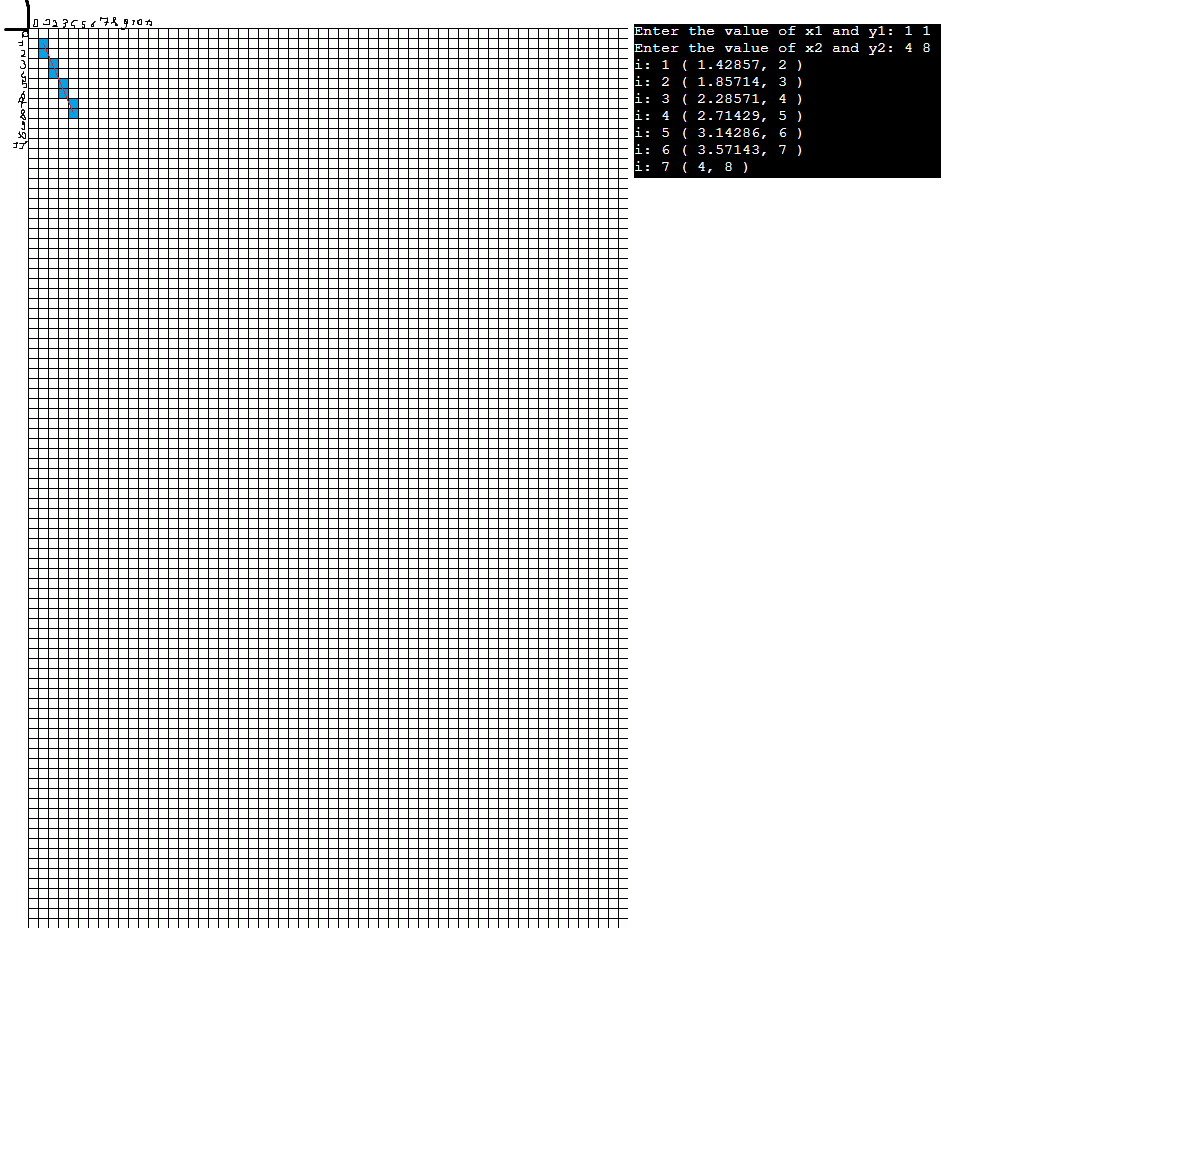 Enter the value of x1 and y1: 1 1
Enter the value of x2 and y2: 4 8
i: 1 ( 1.42857, 2 )
i: 2 ( 1.85714, 3 )
i: 3 ( 2.28571, 4 )
i: 4 ( 2.71429, 5 )
i: 5 ( 3.14286, 6 )
i: 6 ( 3.57143, 7 )
i: 7 ( 4, 8 )